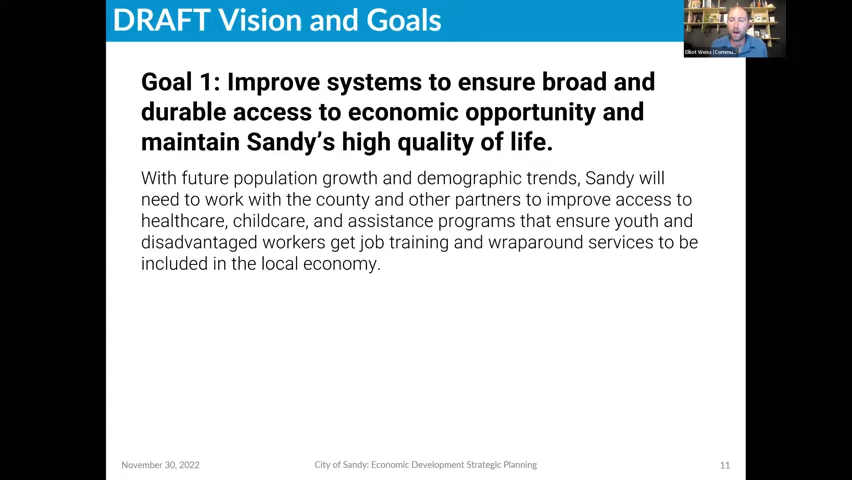 DRAFT Vision and Goals
Elliot Weiss (Commu...
Goal 1: Improve systems to ensure broad and
durable access to economic opportunity and
maintain Sandy's high quality of life.
With future population growth and demographic trends, Sandy will
need to work with the county and other partners to improve access to
healthcare, childcare, and assistance programs that ensure youth and
disadvantaged workers get job training and wraparound services to be
included in the local economy.
November 30, 2022
City of Sandy: Economic Development Strategic Planning
11